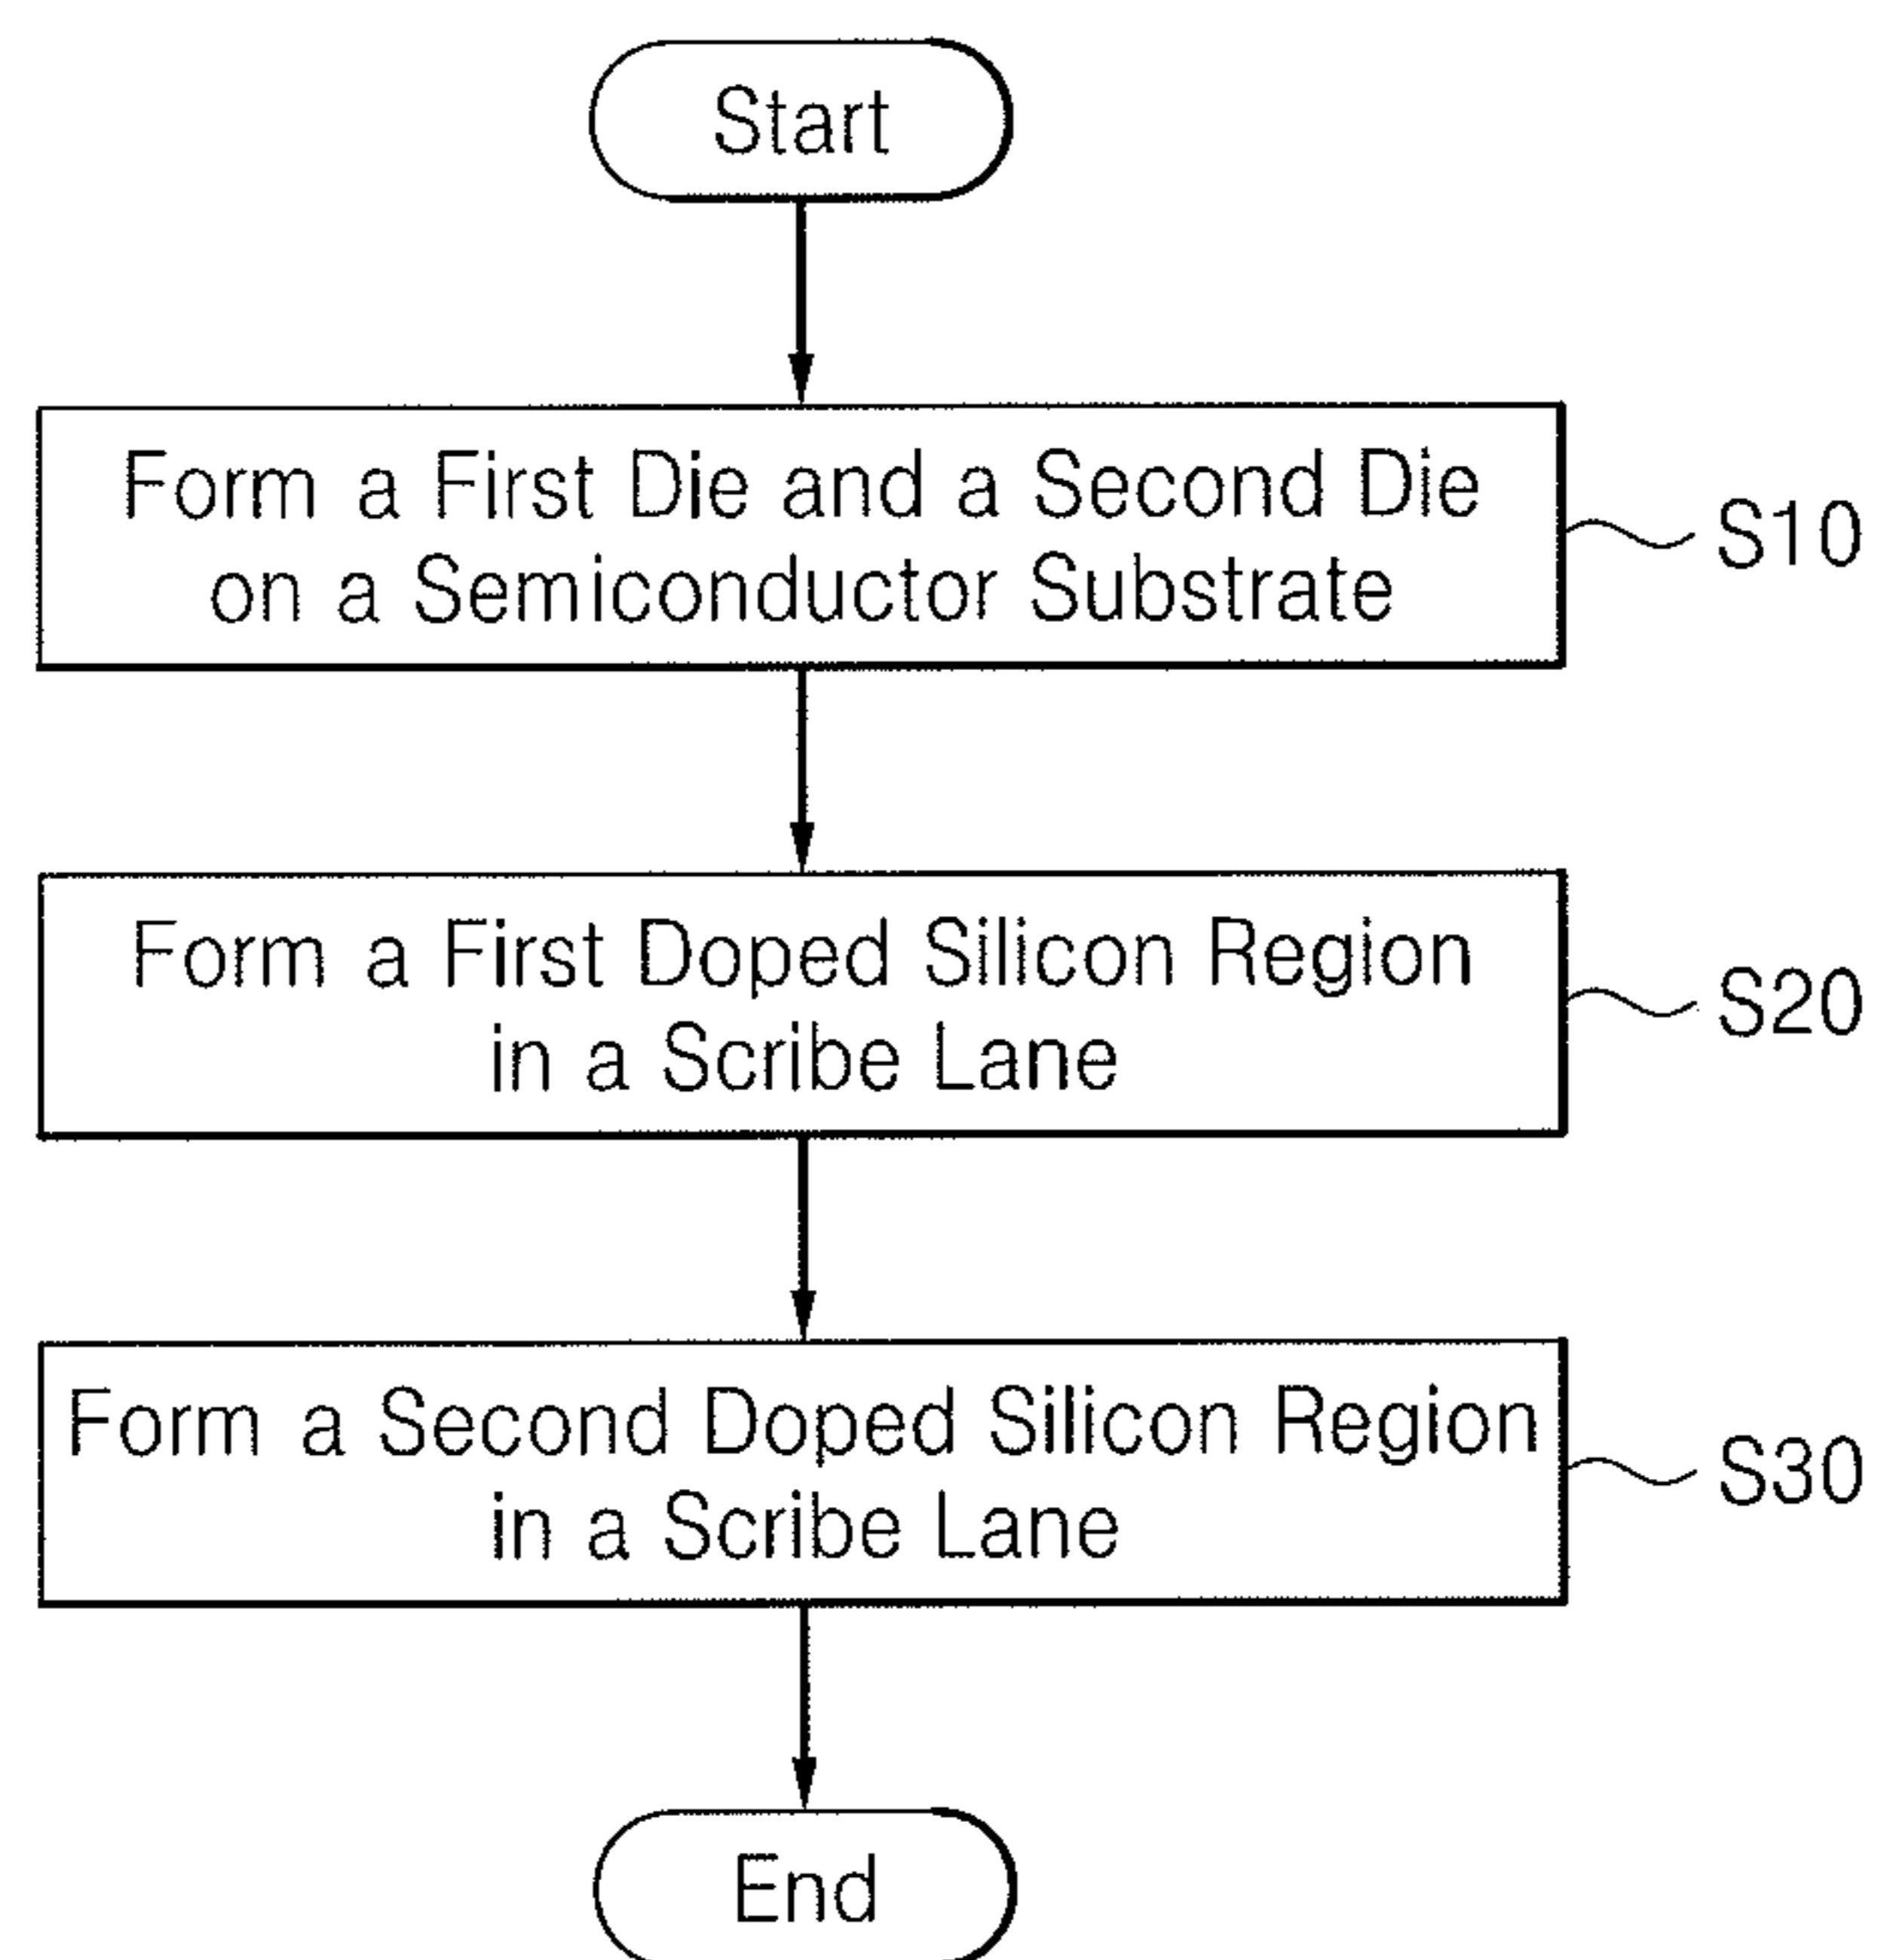 Start
Form a First Die and a Second Die
on a Semiconductor Substrate
S10
Form a First Doped Silicon Region
in a Scribe Lane
S20
Form a Second Doped Silicon Region
in a Scribe Lane
S30
End